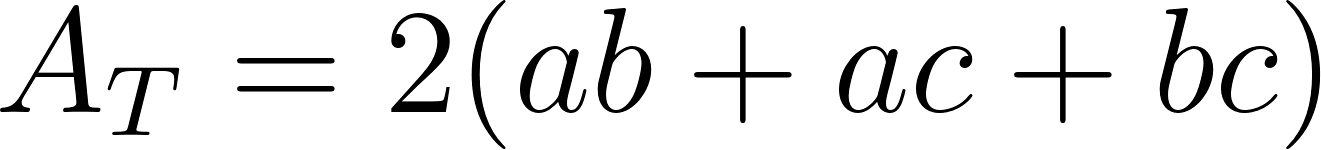 A_T = 2(ab + ac + bc)